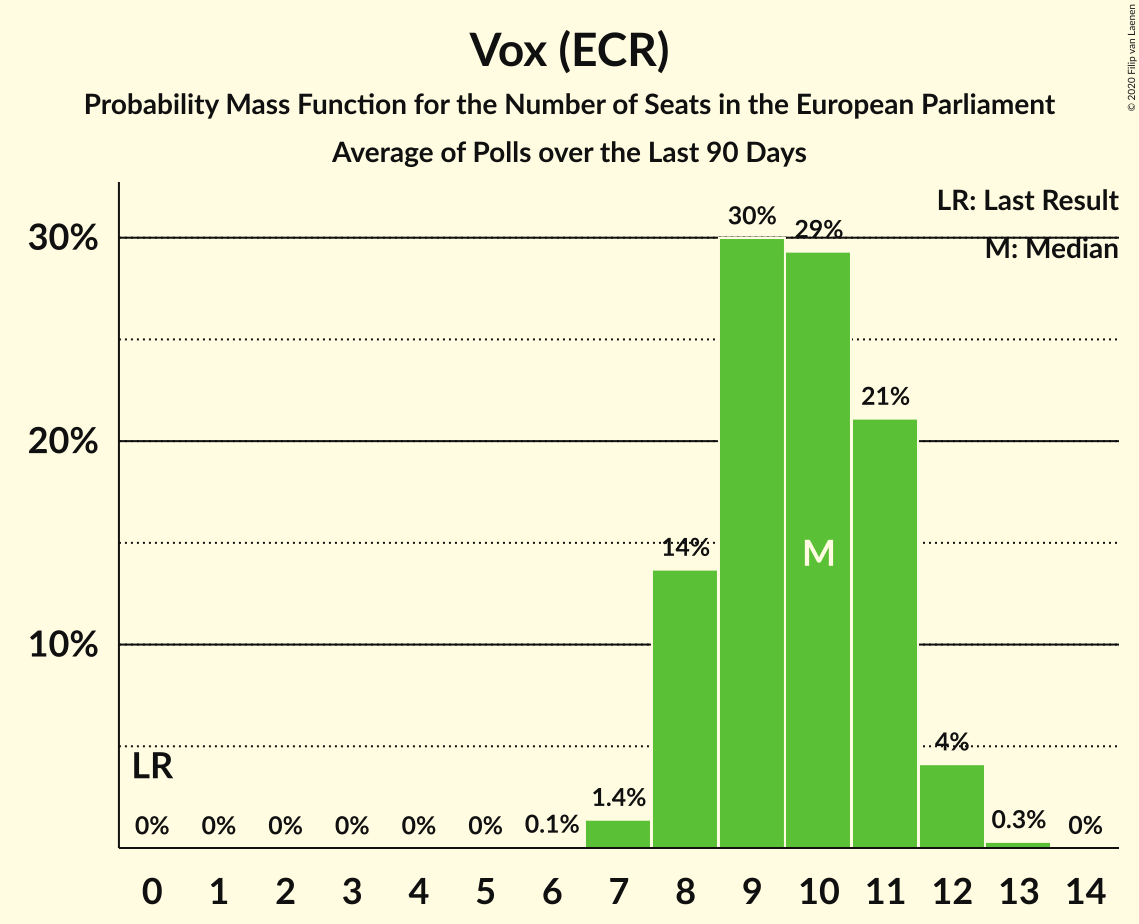 Vox (ECR)
Probability Mass Function for the Number of Seats in the European Parliament
Average of Polls over the Last 90 Days
© 2020 Filip van Laenen
LR: Last Result
M: Median
30%
20%
10%
30%
29%
21%
14%
M
4%
LR
1.4%
0% 0% 0% 0% 0% 0% 0.1% 0.3% 0%
0 1 2 3 4 5 6 7 8 9 10 11 12 13 14